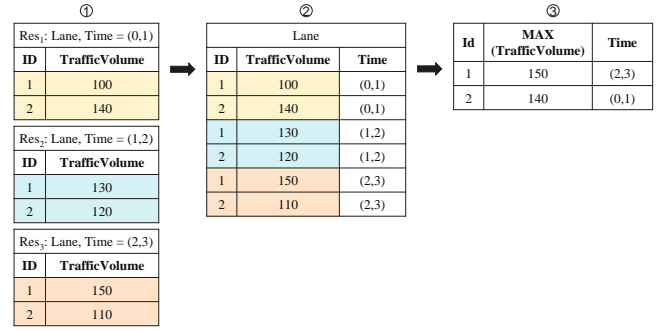 ①
Res₁: Lane, Time = (0,1)
ID TrafficVolume
1 100
2 140
Res₂: Lane, Time = (1,2)
ID TrafficVolume
1 130
2 120
Res₃: Lane, Time = (2,3)
ID TrafficVolume
1 150
2 110
②
Lane
ID TrafficVolume Time
1 100 (0,1)
2 140 (0,1)
1 130 (1,2)
2 120 (1,2)
1 150 (2,3)
2 110 (2,3)
③
Id MAX (TrafficVolume) Time
1 150 (2,3)
2 140 (0,1)